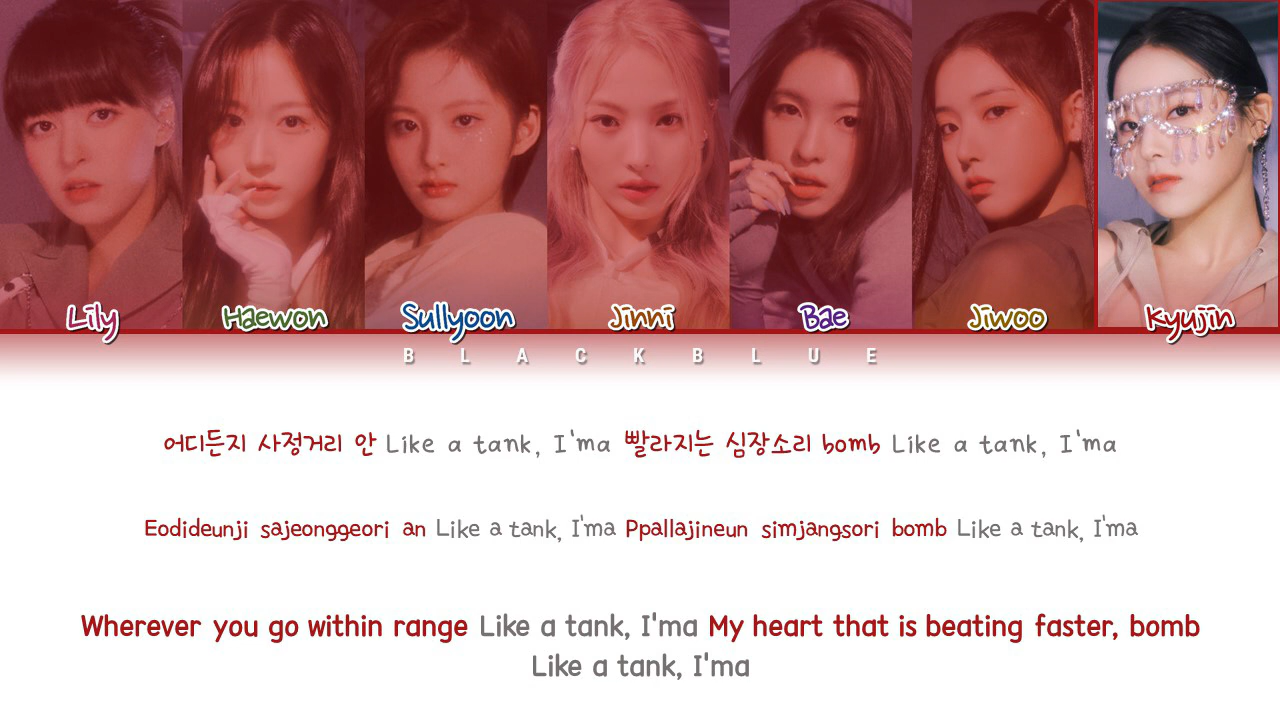 Lily Haewon Sullyoon Jinni Bae Jiwoo Kyujin
B L A C K B L U E
어디든지 사정거리 안 Like a tank, I'ma 빨라지는 심장소리 bomb Like a tank, I'ma
Eodideunji sajeonggeori an Like a tank, I'ma Ppallajineun simjangsori bomb Like a tank, I'ma
Wherever you go within range Like a tank, I'ma My heart that is beating faster, bomb
Like a tank, I'ma